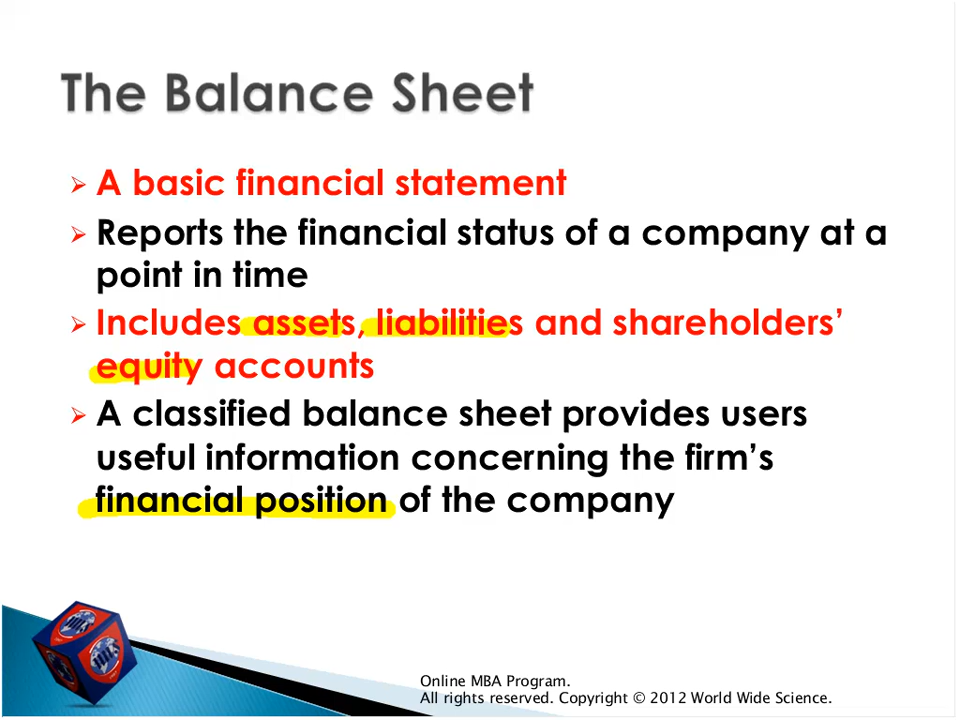 The Balance Sheet
A basic financial statement
Reports the financial status of a company at a
point in time
Includes assets, liabilities and shareholders’
equity accounts
A classified balance sheet provides users
useful information concerning the firm’s
financial position of the company
Online MBA Program.
All rights reserved. Copyright © 2012 World Wide Science.